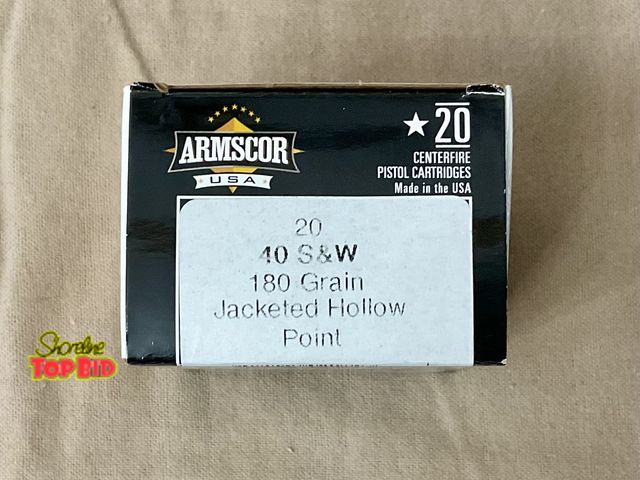 ARMSCOR
USA
★20
CENTERFIRE
PISTOL CARTRIDGES
Made in the USA
20
40 S&W
180 Grain
Jacketed Hollow
Point
Shoreline
TOP BID